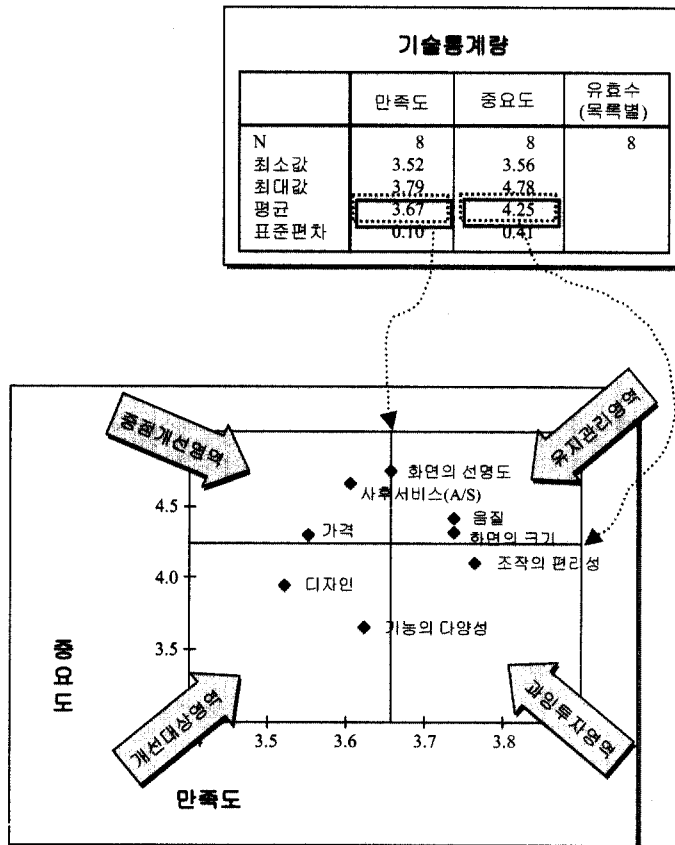 기술통계량
만족도 중요도 유효수
(목록별)
N 8 8 8
최소값 3.52 3.56
최대값 3.79 4.78
평균 3.67 4.25
표준편차 0.10 0.41
중점개선영역
유지관리영역
화면의 선명도
사후서비스(A/S)
4.5
음질
가격
화면의 크기
조작의 편리성
4.0
디자인
기능의 다양성
3.5
중요도
개선대상영역
과잉투자영역
3.5 3.6 3.7 3.8
만족도